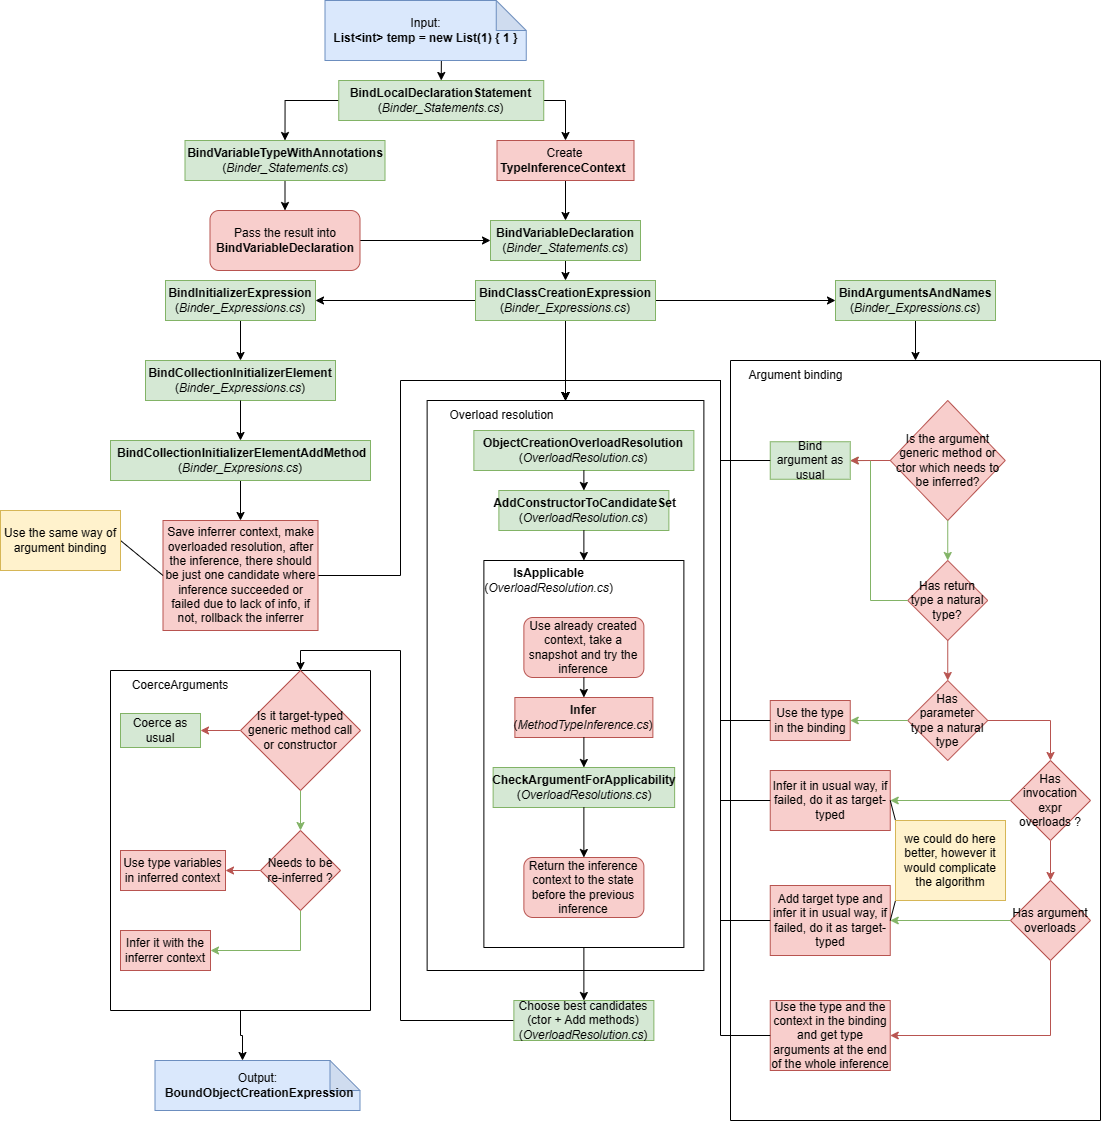 Input:
List<int> temp = new List(1) { 1 }
BindLocalDeclarationStatement
(Binder_Statements.cs)
BindVariableTypeWithAnnotations
(Binder_Statements.cs)
Create
TypeInferenceContext
Pass the result into
BindVariableDeclaration
BindVariableDeclaration
(Binder_Statements.cs)
BindInitializerExpression
(Binder_Expressions.cs)
BindClassCreationExpression
(Binder_Expressions.cs)
BindArgumentsAndNames
(Binder_Expressions.cs)
BindCollectionInitializerElement
(Binder_Expressions.cs)
BindCollectionInitializerElementAddMethod
(Binder_Expresions.cs)
Use the same way of
argument binding
Save inferrer context, make
overloaded resolution, after
the inference, there should
be just one candidate where
inference succeeded or
failed due to lack of info, if
not, rollback the inferrer
Overload resolution
ObjectCreationOverloadResolution
(OverloadResolution.cs)
AddConstructorToCandidateSet
(OverloadResolution.cs)
IsApplicable
(OverloadResolution.cs)
Use already created
context, take a
snapshot and try the
inference
Infer
(MethodTypeInference.cs)
CheckArgumentForApplicability
(OverloadResolutions.cs)
Return the inference
context to the state
before the previous
inference
Choose best candidates
(ctor + Add methods)
(OverloadResolution.cs)
Argument binding
Is the argument
generic method or
ctor which needs to
be inferred?
Bind
argument as
usual
Has return
type a natural
type?
Has
parameter
type a natural
type
Use the type
in the binding
Has
invocation
expr
overloads ?
Infer it in usual way, if
failed, do it as target-
typed
we could do here
better, however it
would complicate
the algorithm
Has argument
overloads
Add target type and
infer it in usual way, if
failed, do it as target-
typed
Use the type and the
context in the binding
and get type
arguments at the end
of the whole inference
CoerceArguments
Is it target-typed
generic method call
or constructor
Coerce as
usual
Needs to be
re-inferred ?
Use type variables
in inferred context
Infer it with the
inferrer context
Output:
BoundObjectCreationExpression